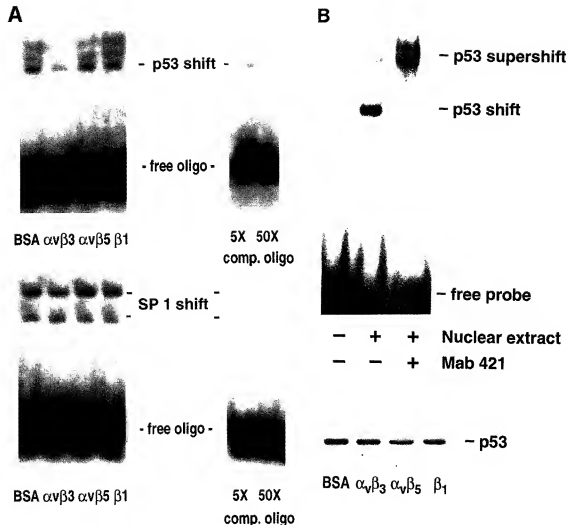 A
- p53 shift -
- free oligo -
BSA αvβ3 αvβ5 β1
5X 50X
comp. oligo
SP 1 shift
- free oligo -
BSA αvβ3 αvβ5 β1
5X 50X
comp. oligo
B
– p53 supershift
– p53 shift
– free probe
– + + Nuclear extract
– – + Mab 421
– p53
BSA αvβ3 αvβ5 β1